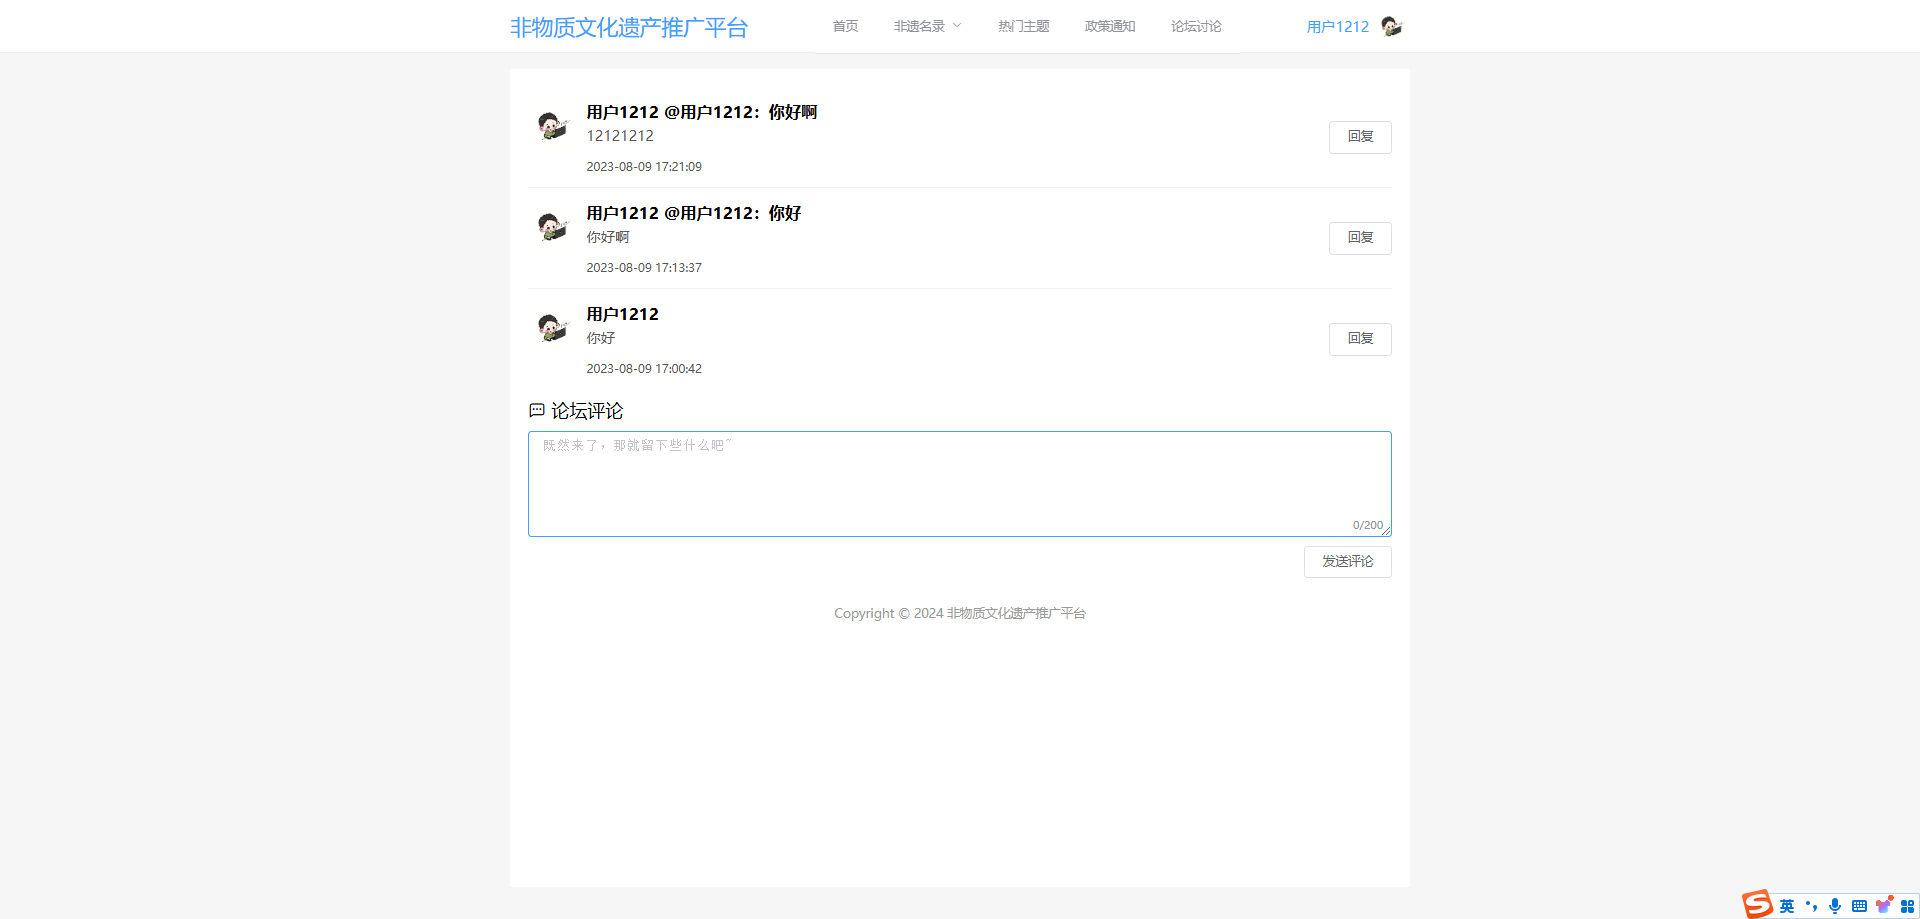 非物质文化遗产推广平台 首页 非遗名录 热门主题 政策通知 论坛讨论 用户1212
用户1212 @用户1212：你好啊
12121212
回复
2023-08-09 17:21:09
用户1212 @用户1212：你好
你好啊
回复
2023-08-09 17:13:37
用户1212
你好
回复
2023-08-09 17:00:42
论坛评论
既然来了，那就留下些什么吧~
0/200
发送评论
Copyright © 2024 非物质文化遗产推广平台
英